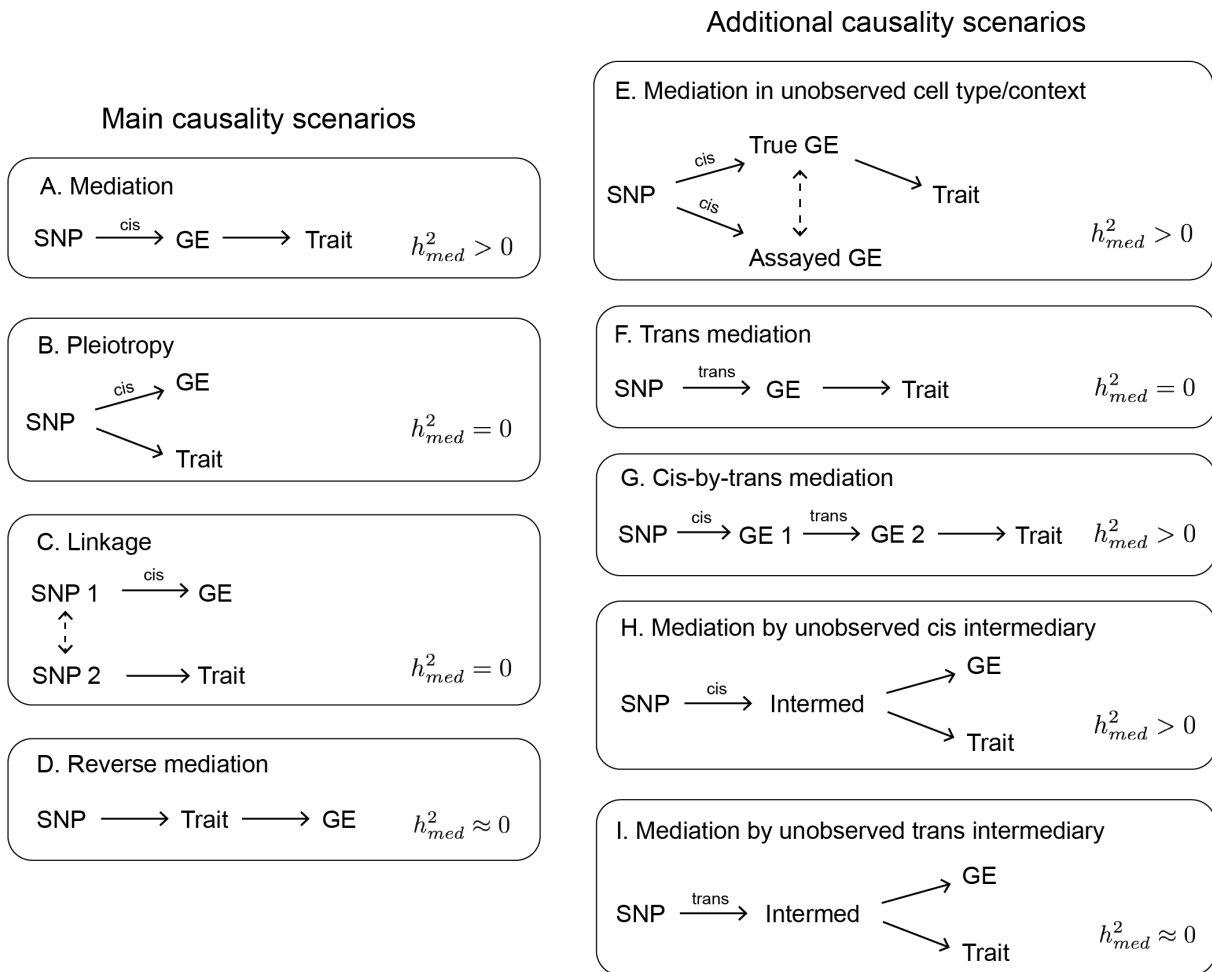 Main causality scenarios
A. Mediation
SNP cis GE Trait h²med > 0
B. Pleiotropy
cis GE
SNP
h²med = 0
Trait
C. Linkage
cis
SNP 1 GE
SNP 2 Trait h²med = 0
D. Reverse mediation
SNP Trait GE h²med ≈ 0
Additional causality scenarios
E. Mediation in unobserved cell type/context
True GE
cis
SNP Trait
cis
h²med > 0
Assayed GE
F. Trans mediation
trans
SNP GE Trait h²med = 0
G. Cis-by-trans mediation
cis trans
SNP GE 1 GE 2 Trait h²med > 0
H. Mediation by unobserved cis intermediary
GE
cis
SNP Intermed
h²med > 0
Trait
I. Mediation by unobserved trans intermediary
GE
trans
SNP Intermed
h²med ≈ 0
Trait